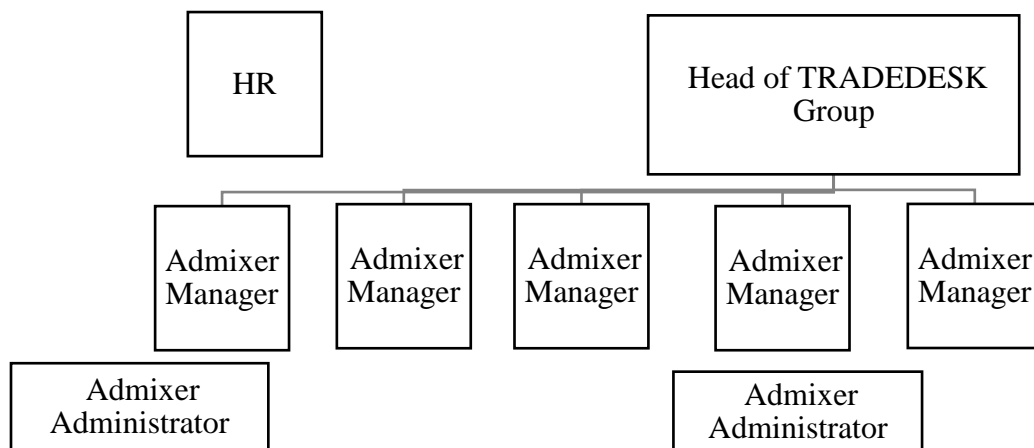 HR
Head of TRADEDESK
Group
Admixer
Manager
Admixer
Manager
Admixer
Manager
Admixer
Manager
Admixer
Manager
Admixer
Administrator
Admixer
Administrator